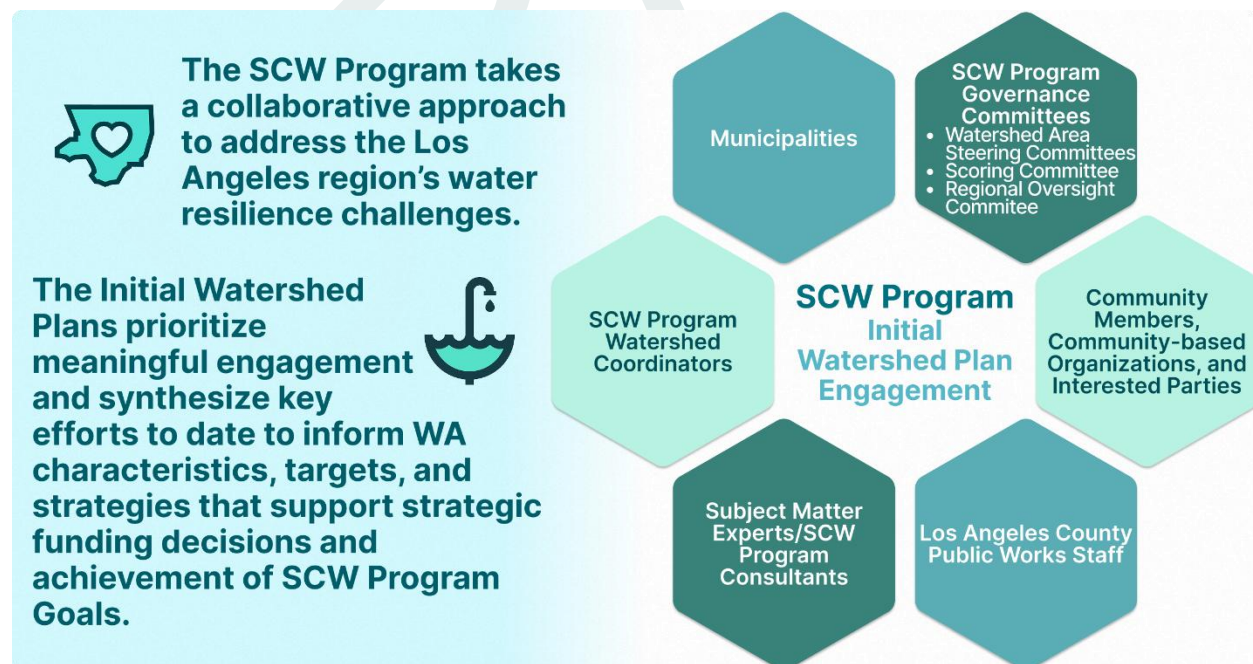 The SCW Program takes
a collaborative approach
to address the Los
Angeles region's water
resilience challenges.
The Initial Watershed
Plans prioritize
meaningful engagement
and synthesize key
efforts to date to inform WA
characteristics, targets, and
strategies that support strategic
funding decisions and
achievement of SCW Program
Goals.
Municipalities
SCW Program
Governance
Committees
• Watershed Area
Steering Committees
• Scoring Committee
• Regional Oversight
Commitee
SCW Program
Watershed
Coordinators
SCW Program
Initial
Watershed Plan
Engagement
Community
Members,
Community-based
Organizations, and
Interested Parties
Subject Matter
Experts/SCW
Program
Consultants
Los Angeles County
Public Works Staff